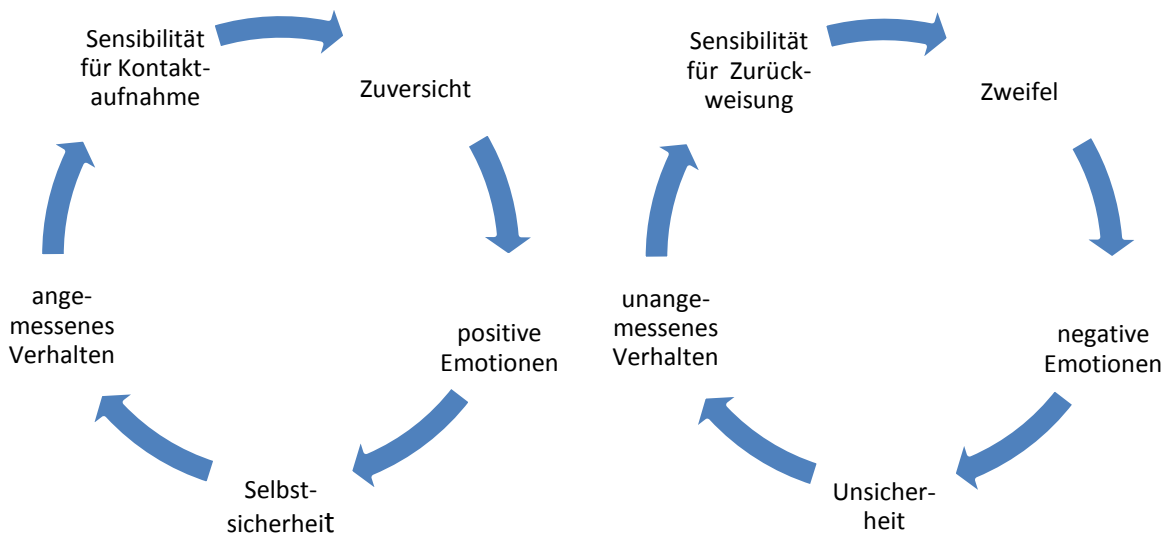 Sensibilität
für Kontakt-
aufnahme
Zuversicht
positive
Emotionen
Selbst-
sicherheit
ange-
messenes
Verhalten
Sensibilität
für Zurück-
weisung
Zweifel
negative
Emotionen
Unsicher-
heit
unange-
messenes
Verhalten